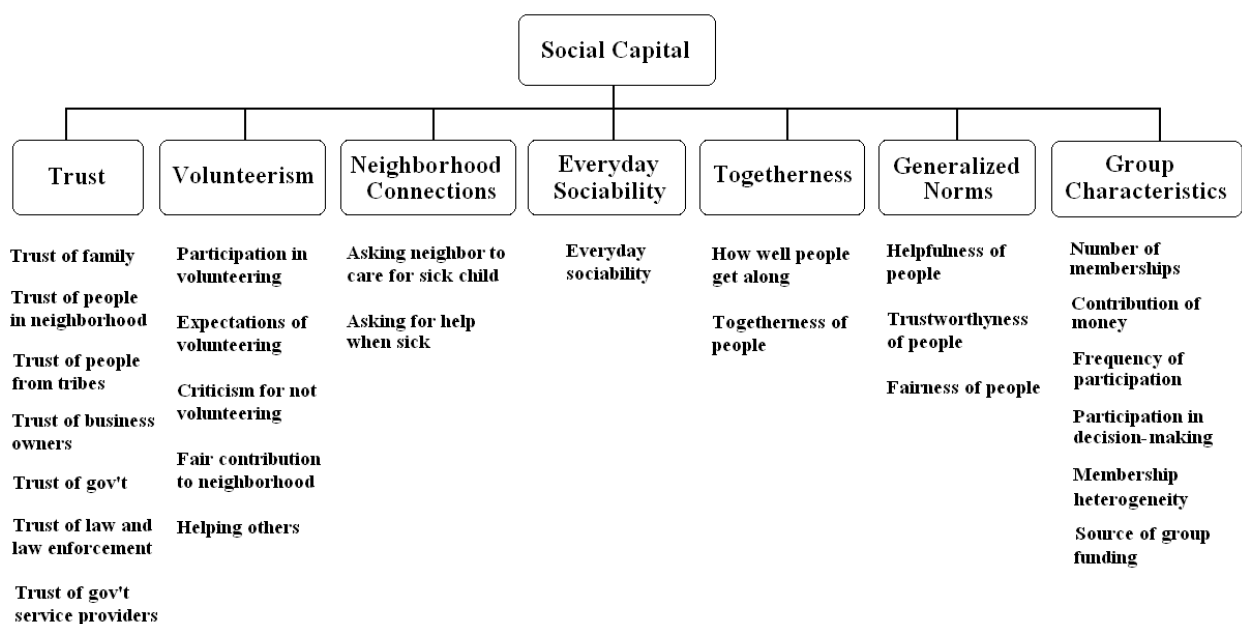 Social Capital
Trust
Volunteerism
Neighborhood
Connections
Everyday
Sociability
Togetherness
Generalized
Norms
Group
Characteristics
Trust of family
Trust of people
in neighborhood
Trust of people
from tribes
Trust of business
owners
Trust of gov't
Trust of law and
law enforcement
Trust of gov't
service providers
Participation in
volunteering
Expectations of
volunteering
Criticism for not
volunteering
Fair contribution
to neighborhood
Helping others
Asking neighbor to
care for sick child
Asking for help
when sick
Everyday
sociability
How well people
get along
Togetherness of
people
Helpfulness of
people
Trustworthyness
of people
Fairness of people
Number of
memberships
Contribution of
money
Frequency of
participation
Participation in
decision-making
Membership
heterogeneity
Source of group
funding